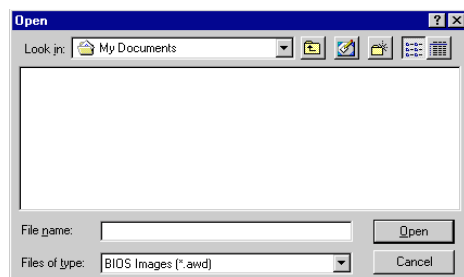 Open
Look in: My Documents
File name: Open
Files of type: BIOS Images (*.awd) Cancel